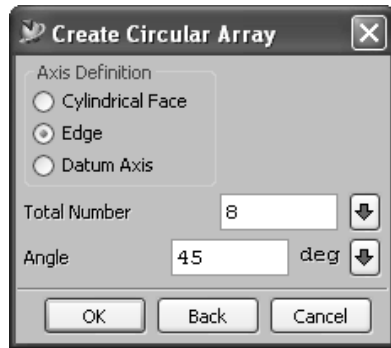 Create Circular Array
Axis Definition
Cylindrical Face
Edge
Datum Axis
Total Number 8
Angle 45 deg
OK Back Cancel